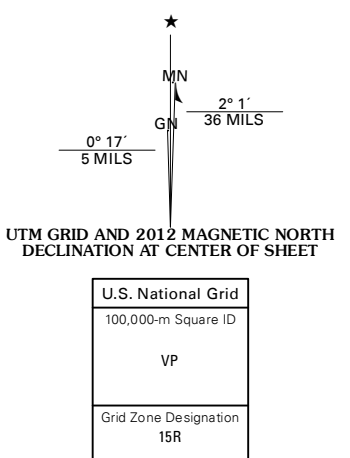 ★
MN
2° 1´
36 MILS
GN
0° 17´
5 MILS
UTM GRID AND 2012 MAGNETIC NORTH
DECLINATION AT CENTER OF SHEET
U.S. National Grid
100,000-m Square ID
VP
Grid Zone Designation
15R